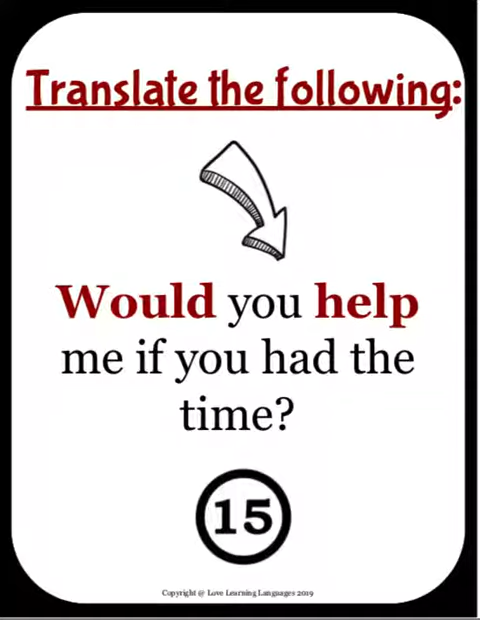 Translate the following:
Would you help
me if you had the
time?
15
Copyright @ Love Learning Languages 2019